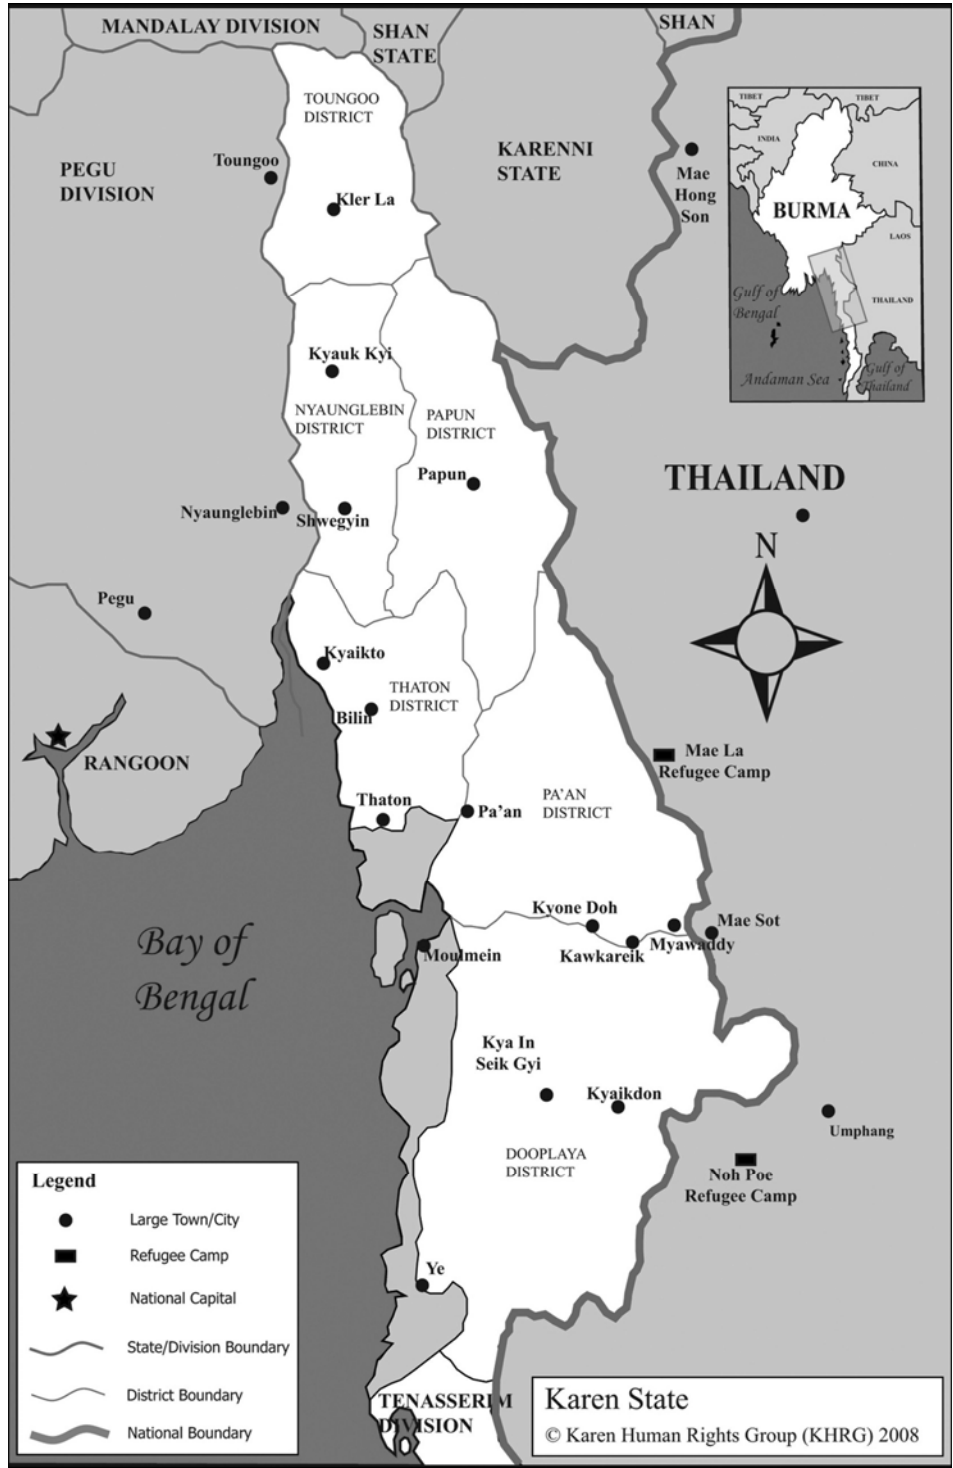 MANDALAY DIVISION
SHAN
STATE
SHAN
TOUNGOO
DISTRICT
PEGU
DIVISION
Toungoo
Kler La
KARENNI
STATE
Mae
Hong
Son
TIBET
TIBET
INDIA
CHINA
BURMA
LAOS
Gulf of
Bengal
THAILAND
Andaman Sea
Gulf of
Thailand
Kyauk Kyi
NYAUNGLEBIN
DISTRICT
PAPUN
DISTRICT
Papun
THAILAND
Nyaunglebin
Shwegyin
N
Pegu
Kyaikto
THATON
DISTRICT
Bilin
RANGOON
Mae La
Refugee Camp
Thaton
Pa'an
PA'AN
DISTRICT
Kyone Doh
Mae Sot
Kawkareik
Myawaddy
Bay of
Bengal
Moulmein
Kya In
Seik Gyi
Kyaikdon
Umphang
DOOPLAYA
DISTRICT
Noh Poe
Refugee Camp
Ye
TENASSERIM
DIVISION
Legend
Large Town/City
Refugee Camp
National Capital
State/Division Boundary
District Boundary
National Boundary
Karen State
© Karen Human Rights Group (KHRG) 2008